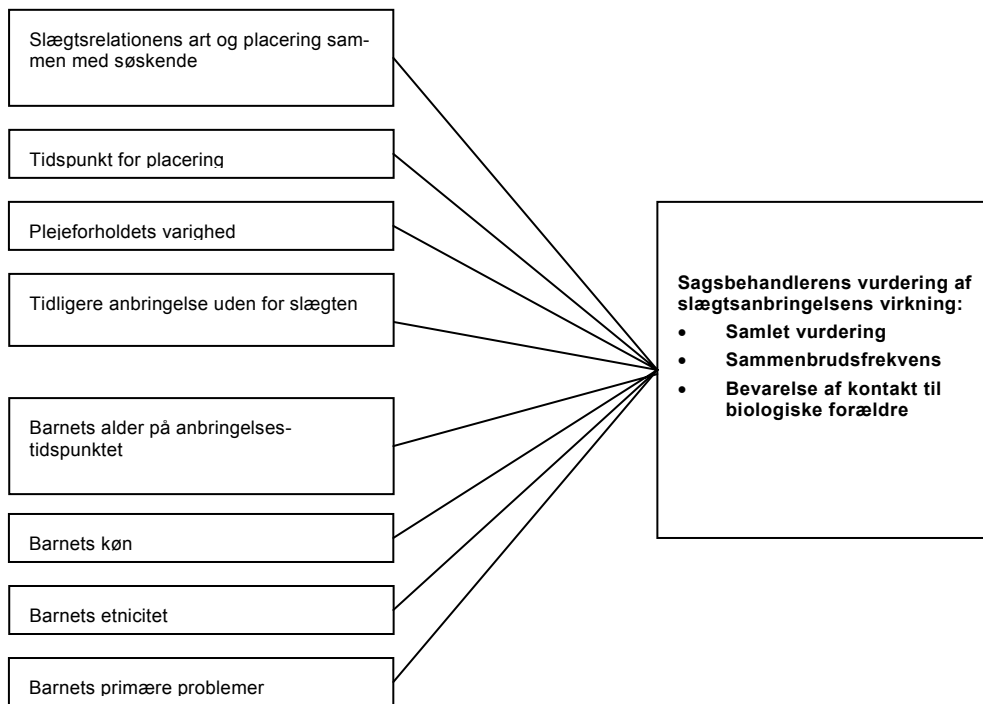 Slægtsrelationens art og placering sam-
men med søskende
Tidspunkt for placering
Plejeforholdets varighed
Tidligere anbringelse uden for slægten
Barnets alder på anbringelses-
tidspunktet
Barnets køn
Barnets etnicitet
Barnets primære problemer
Sagsbehandlerens vurdering af
slægtsanbringelsens virkning:
• Samlet vurdering
• Sammenbrudsfrekvens
• Bevarelse af kontakt til
biologiske forældre